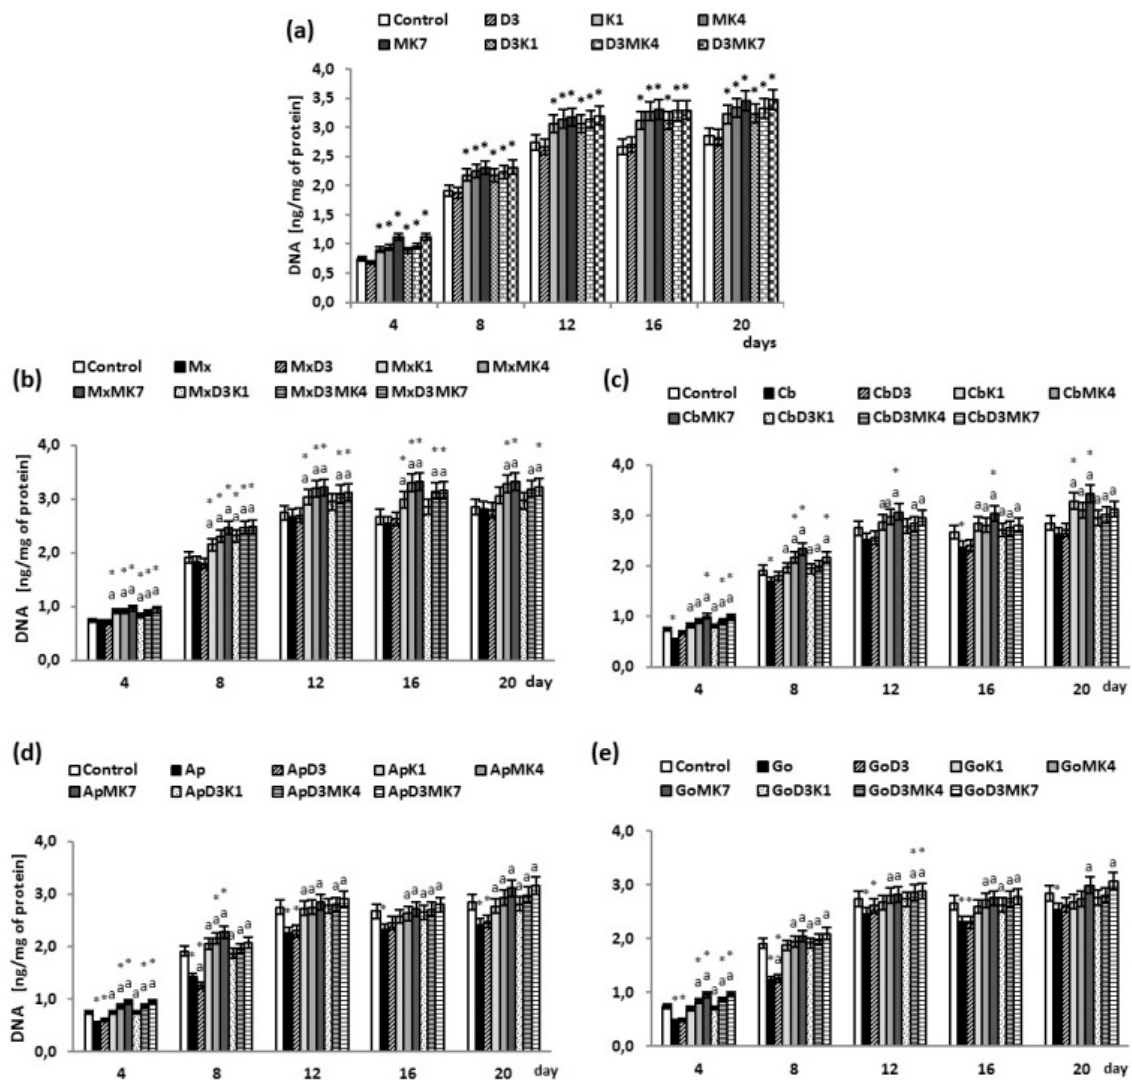 (a)
Control D3 K1 MK4
MK7 D3K1 D3MK4 D3MK7
DNA [ng/mg of protein]
4,0
3,5
3,0
2,5
2,0
1,5
1,0
0,5
0,0
4 8 12 16 20
days
(b)
Control Mx MxD3 MxK1 MxMK4
MxMK7 MxD3K1 MxD3MK4 MxD3MK7
DNA [ng/mg of protein]
4,0
3,0
2,0
1,0
0,0
4 8 12 16 20 day
(c)
Control Cb CbD3 CbK1 CbMK4
CbMK7 CbD3K1 CbD3MK4 CbD3MK7
4,0
3,0
2,0
1,0
0,0
4 8 12 16 20 day
(d)
Control Ap ApD3 ApK1 ApMK4
ApMK7 ApD3K1 ApD3MK4 ApD3MK7
DNA [ng/mg of protein]
4,0
3,0
2,0
1,0
0,0
4 8 12 16 20 day
(e)
Control Go GoD3 GoK1 GoMK4
GoMK7 GoD3K1 GoD3MK4 GoD3MK7
4,0
3,0
2,0
1,0
0,0
4 8 12 16 20 day